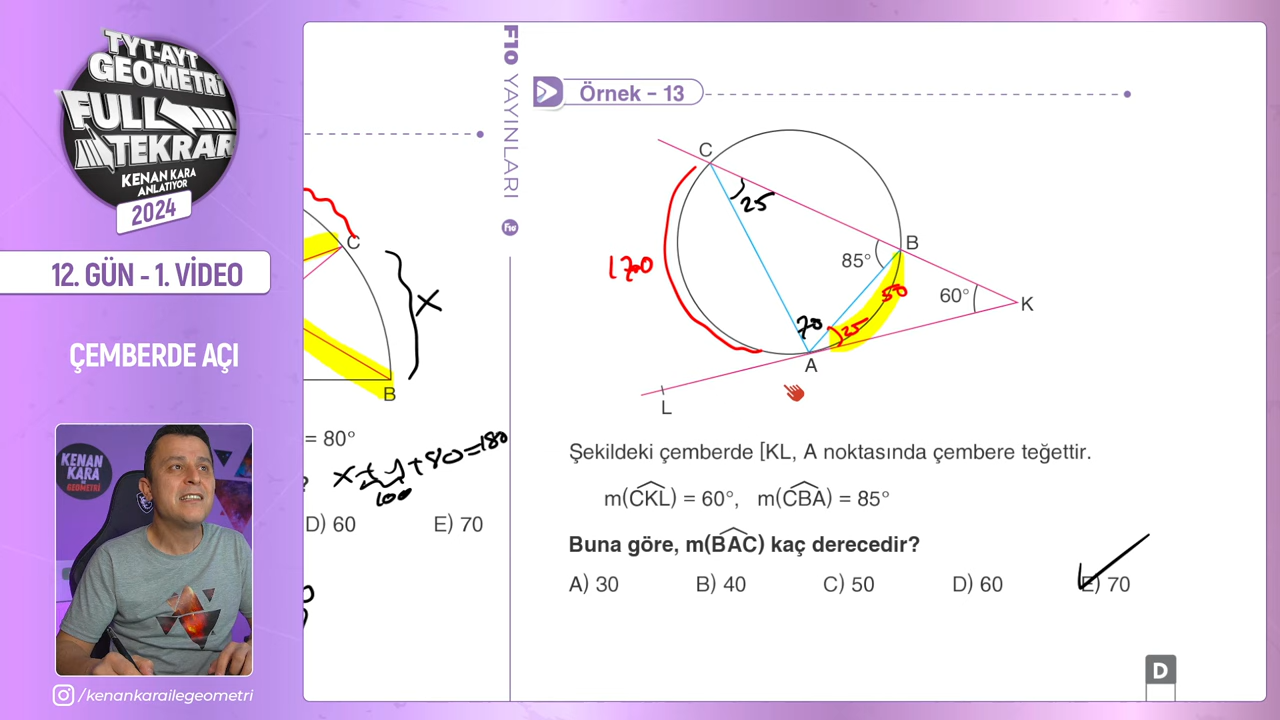 TYT-AYT
GEOMETRİ
FULL
TEKRAR
KENAN KARA
ANLATIYOR
2024
12. GÜN - 1. VİDEO
ÇEMBERDE AÇI
KENAN
KARA
GEOMETRİ
/kenankarailegeometri
C
X
B
= 80°
x+y+80=180
100
D) 60
E) 70
F10 YAYINLARI
F10
Örnek - 13
C
25
B
170
85°
50
60°
K
70
25
A
L
Şekildeki çemberde [KL, A noktasında çembere teğettir.
m(CKL) = 60°, m(CBA) = 85°
Buna göre, m(BAC) kaç derecedir?
A) 30
B) 40
C) 50
D) 60
E) 70
D